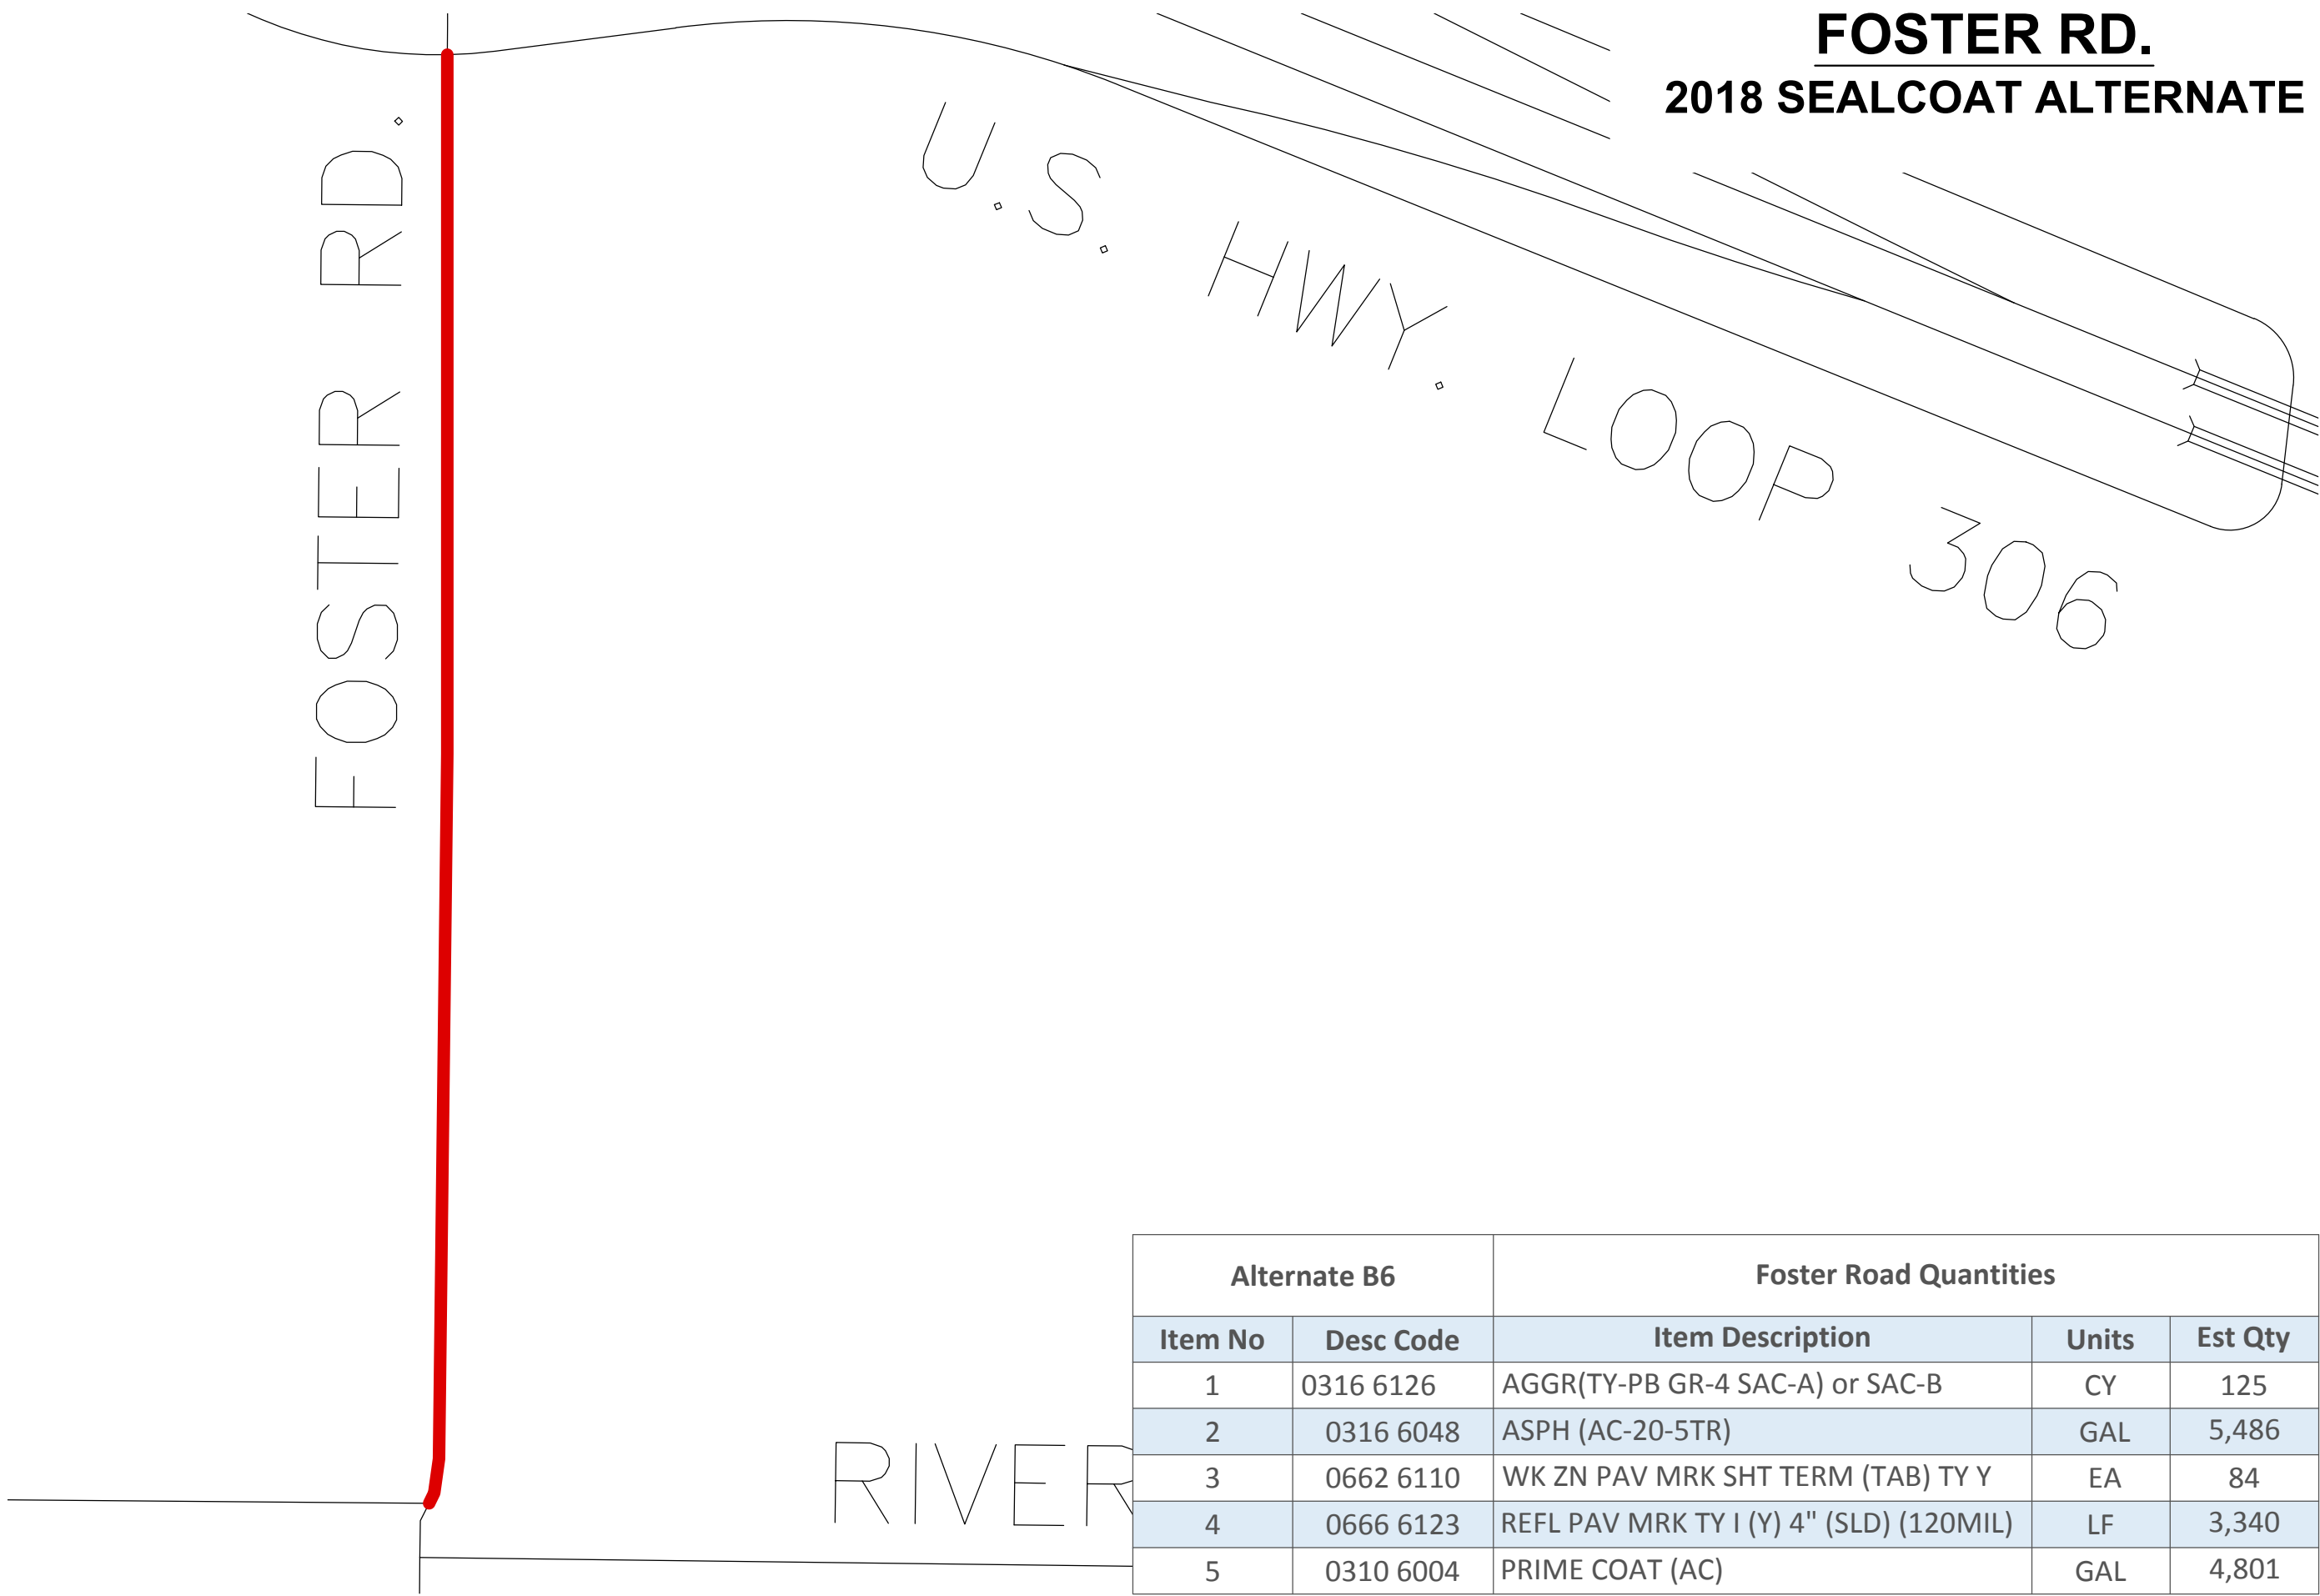 FOSTER RD.
2018 SEALCOAT ALTERNATE
FOSTER RD.
U.S. HWY. LOOP 306
RIVER
Alternate B6 Foster Road Quantities
Item No Desc Code Item Description Units Est Qty
1 0316 6126 AGGR(TY-PB GR-4 SAC-A) or SAC-B CY 125
2 0316 6048 ASPH (AC-20-5TR) GAL 5,486
3 0662 6110 WK ZN PAV MRK SHT TERM (TAB) TY Y EA 84
4 0666 6123 REFL PAV MRK TY I (Y) 4" (SLD) (120MIL) LF 3,340
5 0310 6004 PRIME COAT (AC) GAL 4,801